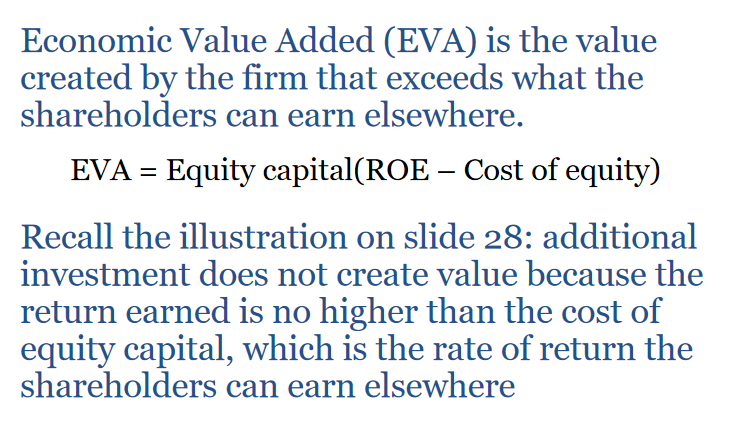 Economic Value Added (EVA) is the value
created by the firm that exceeds what the
shareholders can earn elsewhere.
EVA = Equity capital(ROE – Cost of equity)
Recall the illustration on slide 28: additional
investment does not create value because the
return earned is no higher than the cost of
equity capital, which is the rate of return the
shareholders can earn elsewhere